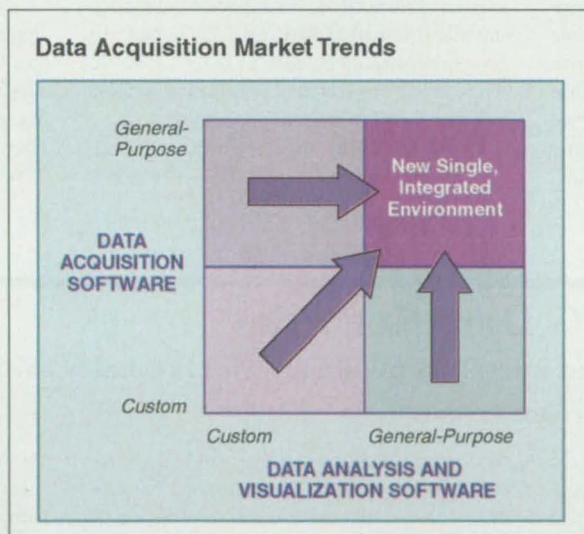 Data Acquisition Market Trends
General-
Purpose
New Single,
Integrated
Environment
DATA
ACQUISITION
SOFTWARE
Custom
Custom
General-Purpose
DATA ANALYSIS AND
VISUALIZATION SOFTWARE